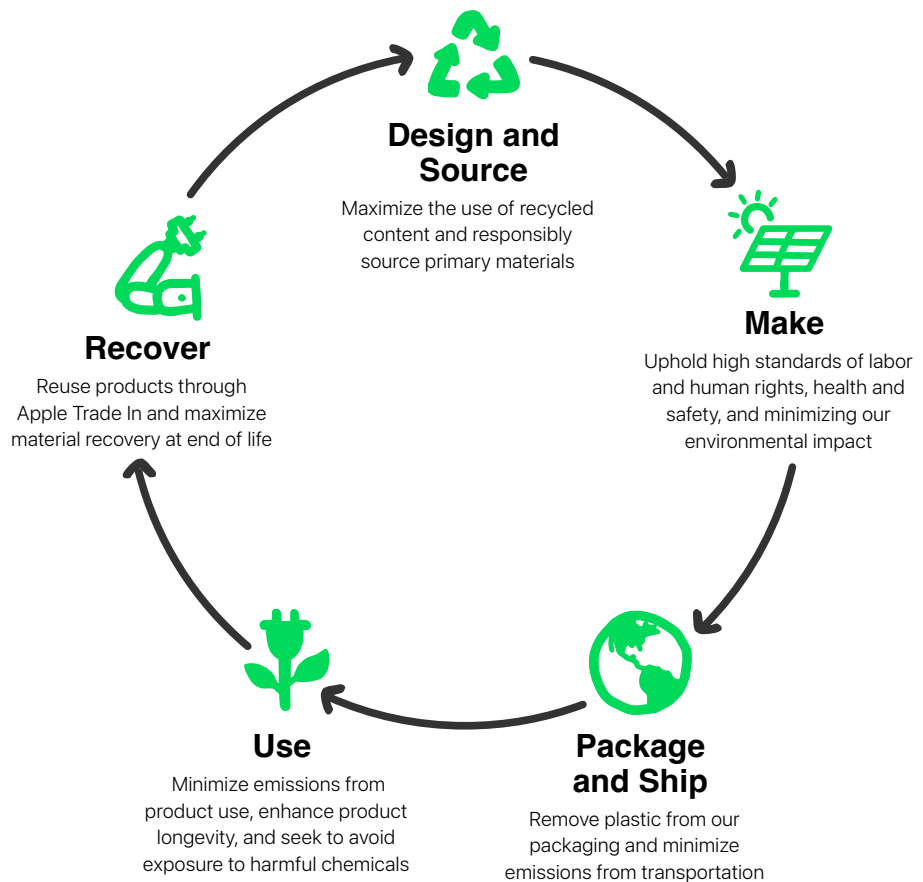 Design and
Source
Maximize the use of recycled
content and responsibly
source primary materials
Make
Uphold high standards of labor
and human rights, health and
safety, and minimizing our
environmental impact
Package
and Ship
Remove plastic from our
packaging and minimize
emissions from transportation
Use
Minimize emissions from
product use, enhance product
longevity, and seek to avoid
exposure to harmful chemicals
Recover
Reuse products through
Apple Trade In and maximize
material recovery at end of life